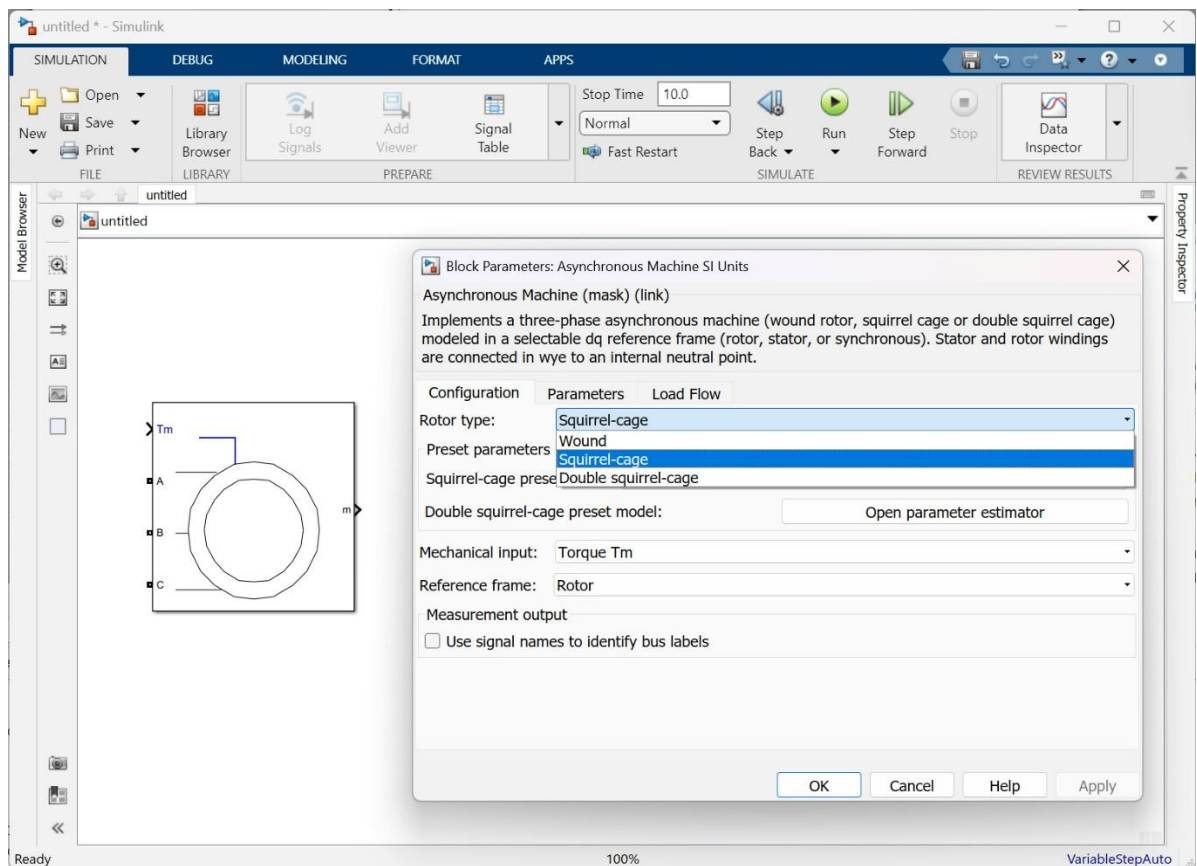 untitled * - Simulink
SIMULATION DEBUG MODELING FORMAT APPS
New
Open
Save
Print
FILE
Library Browser
LIBRARY
Log Signals
Add Viewer
Signal Table
PREPARE
Stop Time 10.0
Normal
Fast Restart
Step Back
Run
Step Forward
Stop
SIMULATE
Data Inspector
REVIEW RESULTS
Model Browser
untitled
untitled
Property Inspector
Tm
A
B
C
m
Block Parameters: Asynchronous Machine SI Units
Asynchronous Machine (mask) (link)
Implements a three-phase asynchronous machine (wound rotor, squirrel cage or double squirrel cage)
modeled in a selectable dq reference frame (rotor, stator, or synchronous). Stator and rotor windings
are connected in wye to an internal neutral point.
Configuration Parameters Load Flow
Rotor type: Squirrel-cage
Wound
Preset parameters
Squirrel-cage
Squirrel-cage prese
Double squirrel-cage
Double squirrel-cage preset model: Open parameter estimator
Mechanical input: Torque Tm
Reference frame: Rotor
Measurement output
Use signal names to identify bus labels
OK Cancel Help Apply
Ready 100% VariableStepAuto